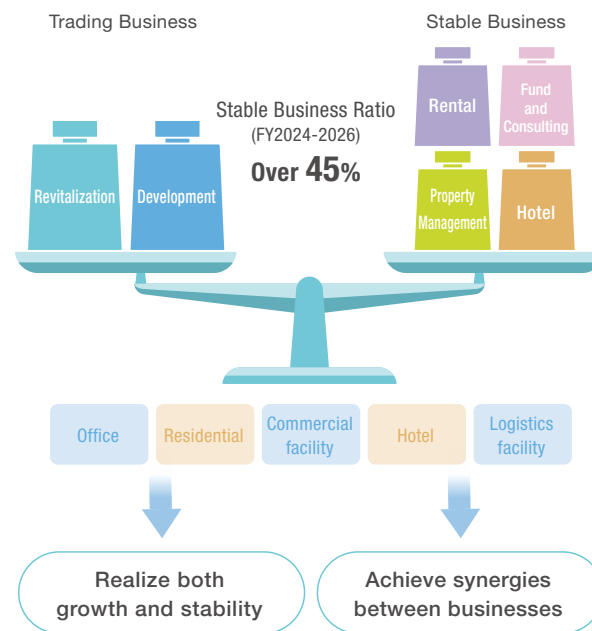 Trading Business
Stable Business
Stable Business Ratio
(FY2024-2026)
Over 45%
Revitalization
Development
Rental
Fund
and
Consulting
Property
Management
Hotel
Office
Residential
Commercial
facility
Hotel
Logistics
facility
Realize both
growth and stability
Achieve synergies
between businesses